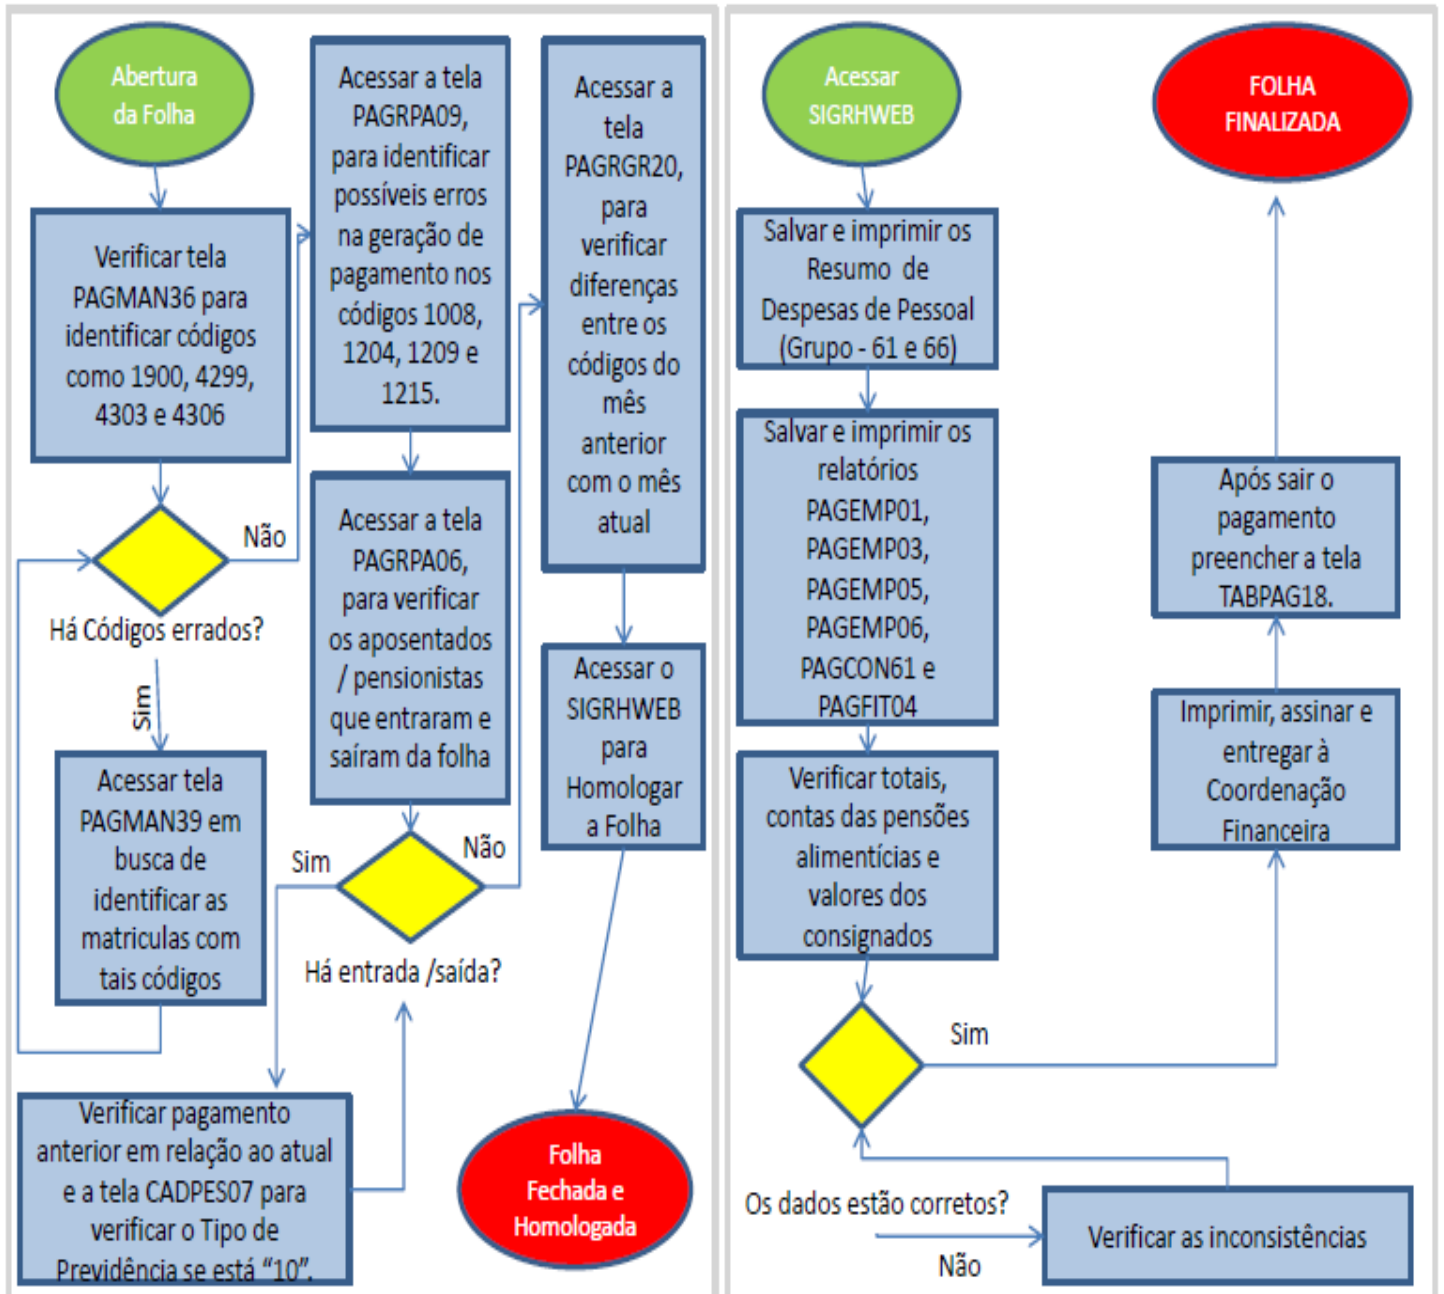 Abertura
da Folha
Verificar tela
PAGMAN36 para
identificar códigos
como 1900, 4299,
4303 e 4306
Não
Há Códigos errados?
Sim
Acessar tela
PAGMAN39 em
busca de
identificar as
matriculas com
tais códigos
Acessar a tela
PAGRPA09,
para identificar
possíveis erros
na geração de
pagamento nos
códigos 1008,
1204, 1209 e
1215.
Acessar a tela
PAGRPA06,
para verificar
os aposentados
/ pensionistas
que entraram e
saíram da folha
Sim
Não
Há entrada /saída?
Verificar pagamento
anterior em relação ao atual
e a tela CADPES07 para
verificar o Tipo de
Previdência se está “10”.
Acessar a
tela
PAGRGR20,
para
verificar
diferenças
entre os
códigos do
mês
anterior
com o mês
atual
Acessar o
SIGRHWEB
para
Homologar
a Folha
Folha
Fechada e
Homologada
Acessar
SIGRHWEB
Salvar e imprimir os
Resumo de
Despesas de Pessoal
(Grupo - 61 e 66)
Salvar e imprimir os
relatórios
PAGEMP01,
PAGEMP03,
PAGEMP05,
PAGEMP06,
PAGCON61 e
PAGFIT04
Verificar totais,
contas das pensões
alimentícias e
valores dos
consignados
Sim
Os dados estão corretos?
Não
Verificar as inconsistências
Imprimir, assinar e
entregar à
Coordenação
Financeira
Após sair o
pagamento
preencher a tela
TABPAG18.
FOLHA
FINALIZADA